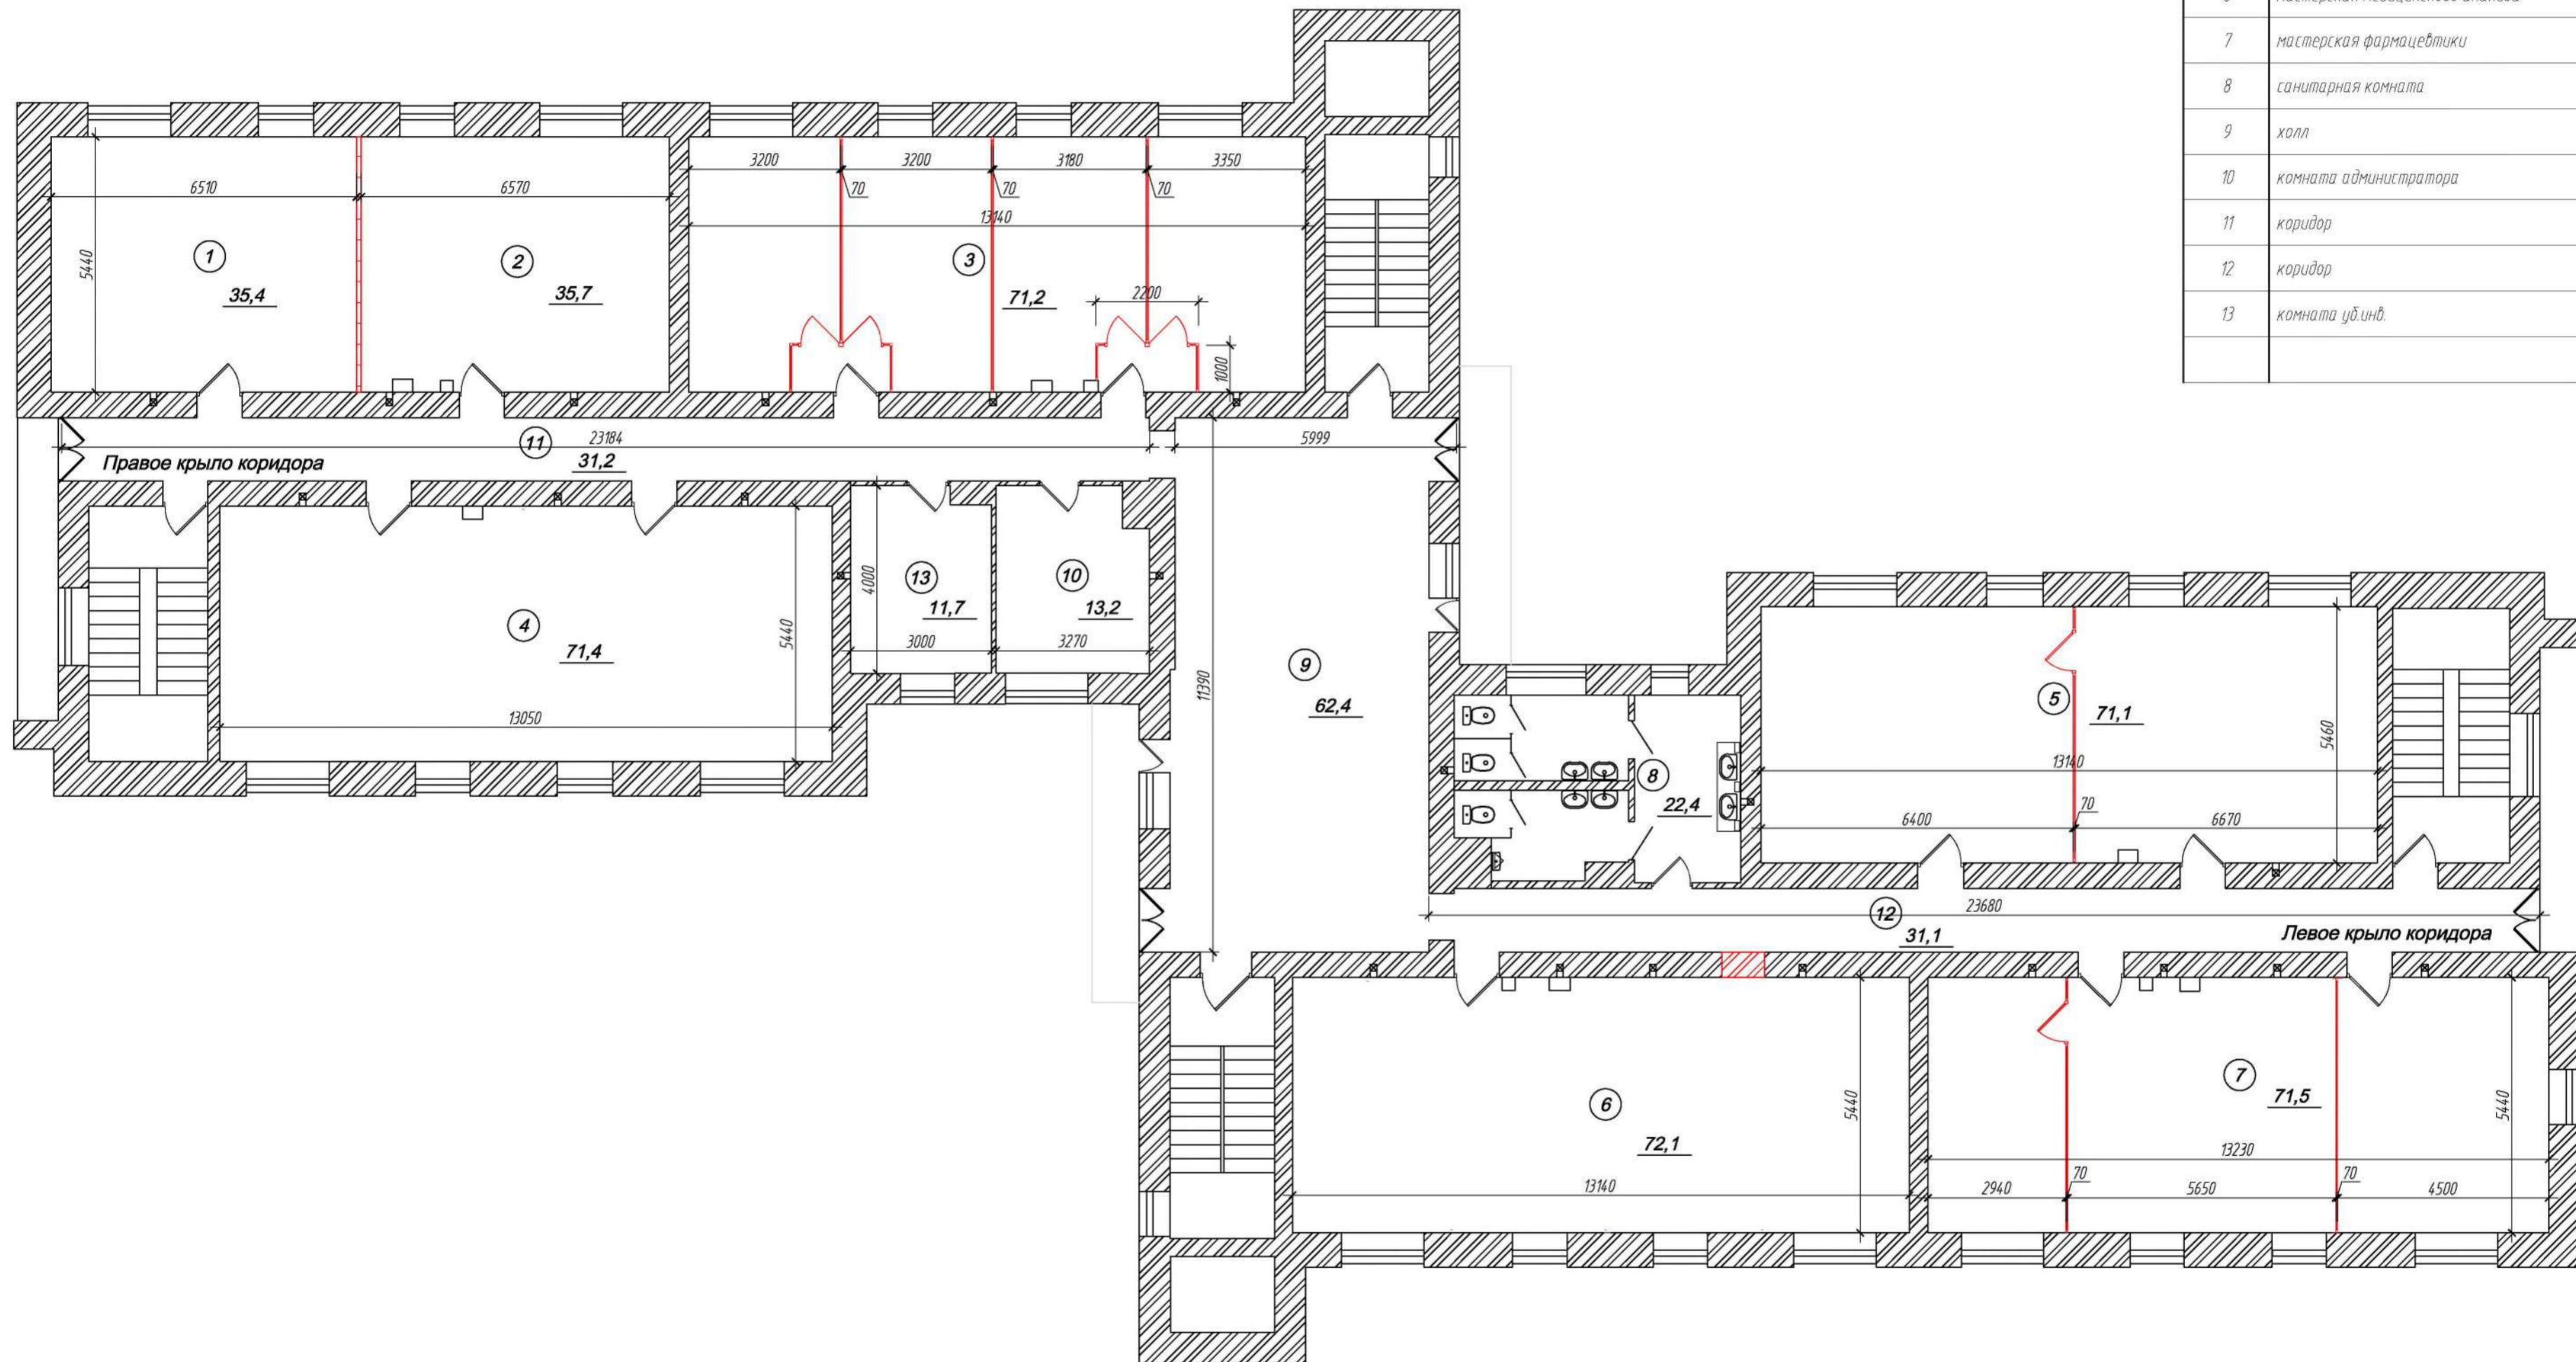 7 мастерская фармацевтики
8 санитарная комната
9 холл
10 комната администратора
11 коридор
12 коридор
13 комната уб.инв.
3200 3200 3180 3350
70 70 70
6510 6570
13140
5440
1 2 3
35,4 35,7 71,2
2200
1000
11 23184 5999
Правое крыло коридора 31,2
4000
13 10
11,7 13,2
4
71,4
5440
3000 3270
13050
9
62,4
11390
5
71,1
5460
13140
8
22,4
70
6400 6670
12 23680
31,1 Левое крыло коридора
6
72,1
5440
13140
7
71,5
5440
13230
70 70
2940 5650 4500